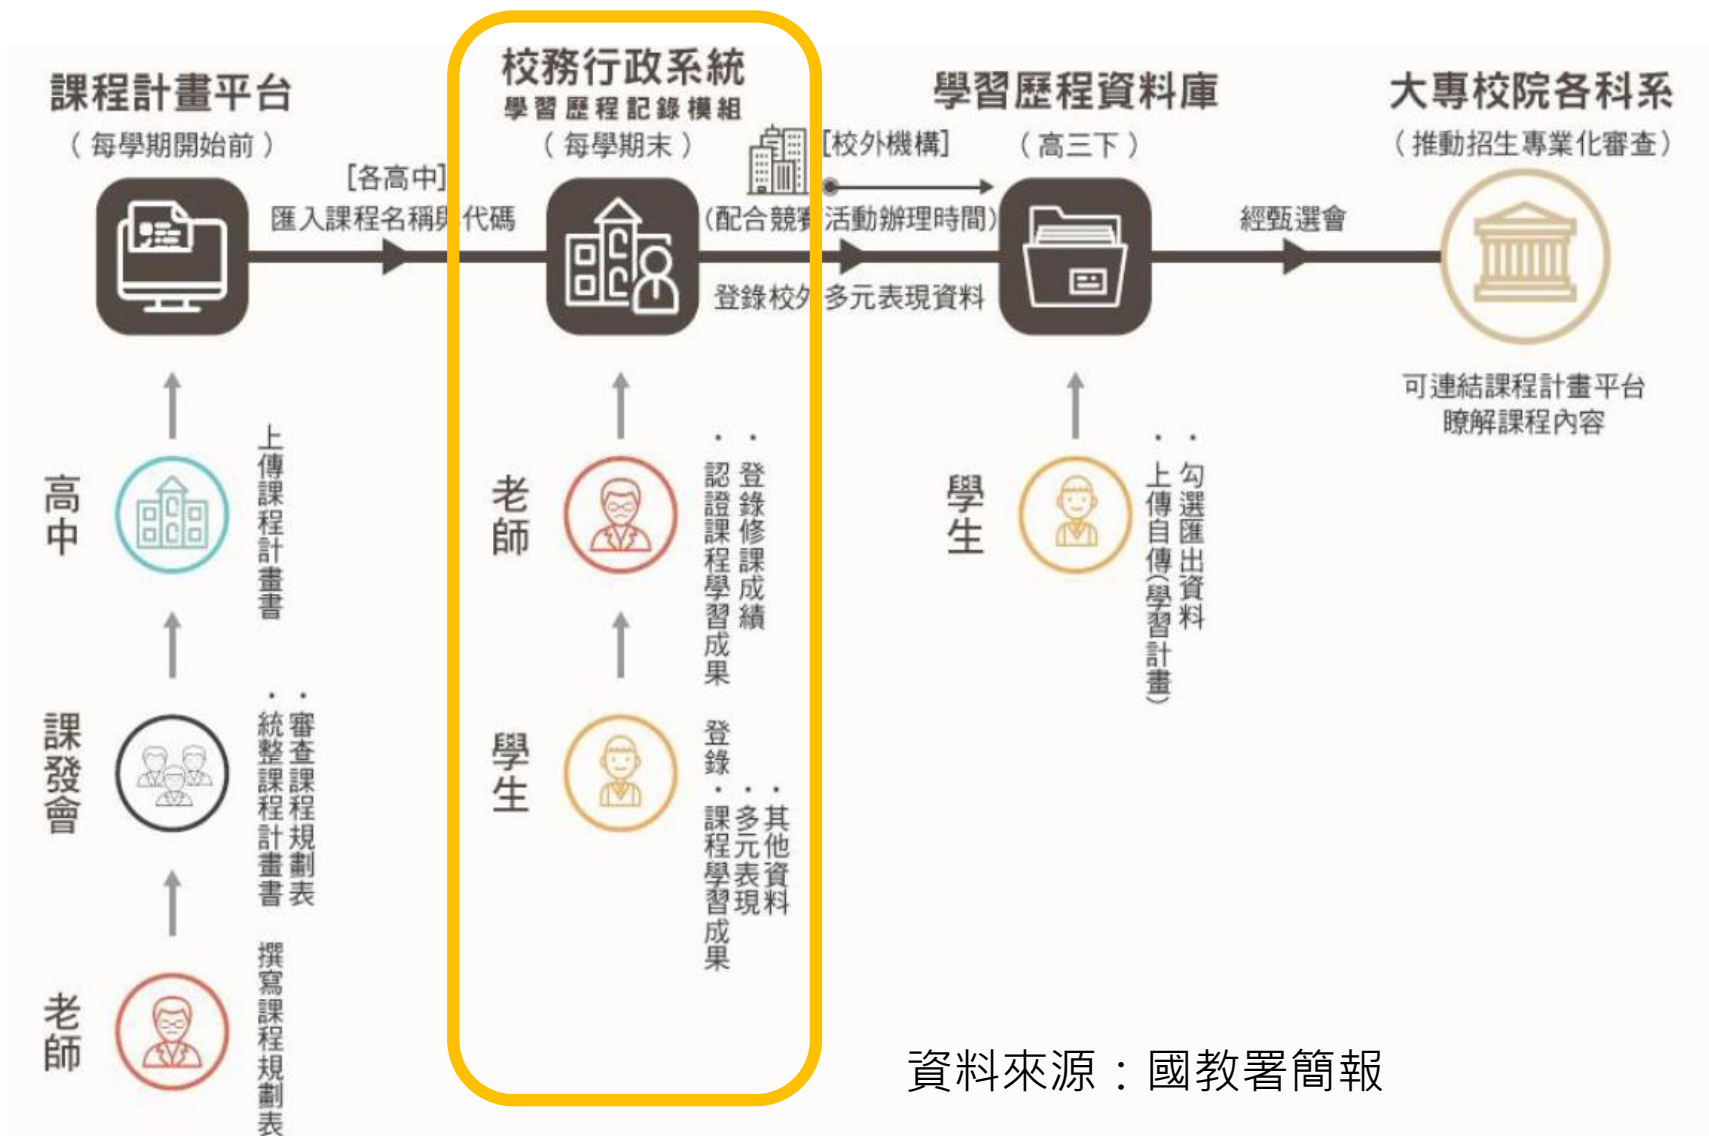 課程計畫平台
（每學期開始前）
[各高中]
匯入課程名稱與代碼
高中
上傳課程計畫書
課發會
・審查課程規劃表
・統整課程計畫書
老師
撰寫課程規劃表
校務行政系統
學習歷程記錄模組
（每學期末）
[校外機構]
（配合競賽活動辦理時間）
登錄校外多元表現資料
老師
・登錄修課成績
・認證課程學習成果
學生
登錄
・其他資料
・多元表現
・課程學習成果
學習歷程資料庫
（高三下）
經甄選會
學生
・勾選匯出資料
・上傳自傳(學習計畫)
大專校院各科系
（推動招生專業化審查）
可連結課程計畫平台
瞭解課程內容
資料來源：國教署簡報